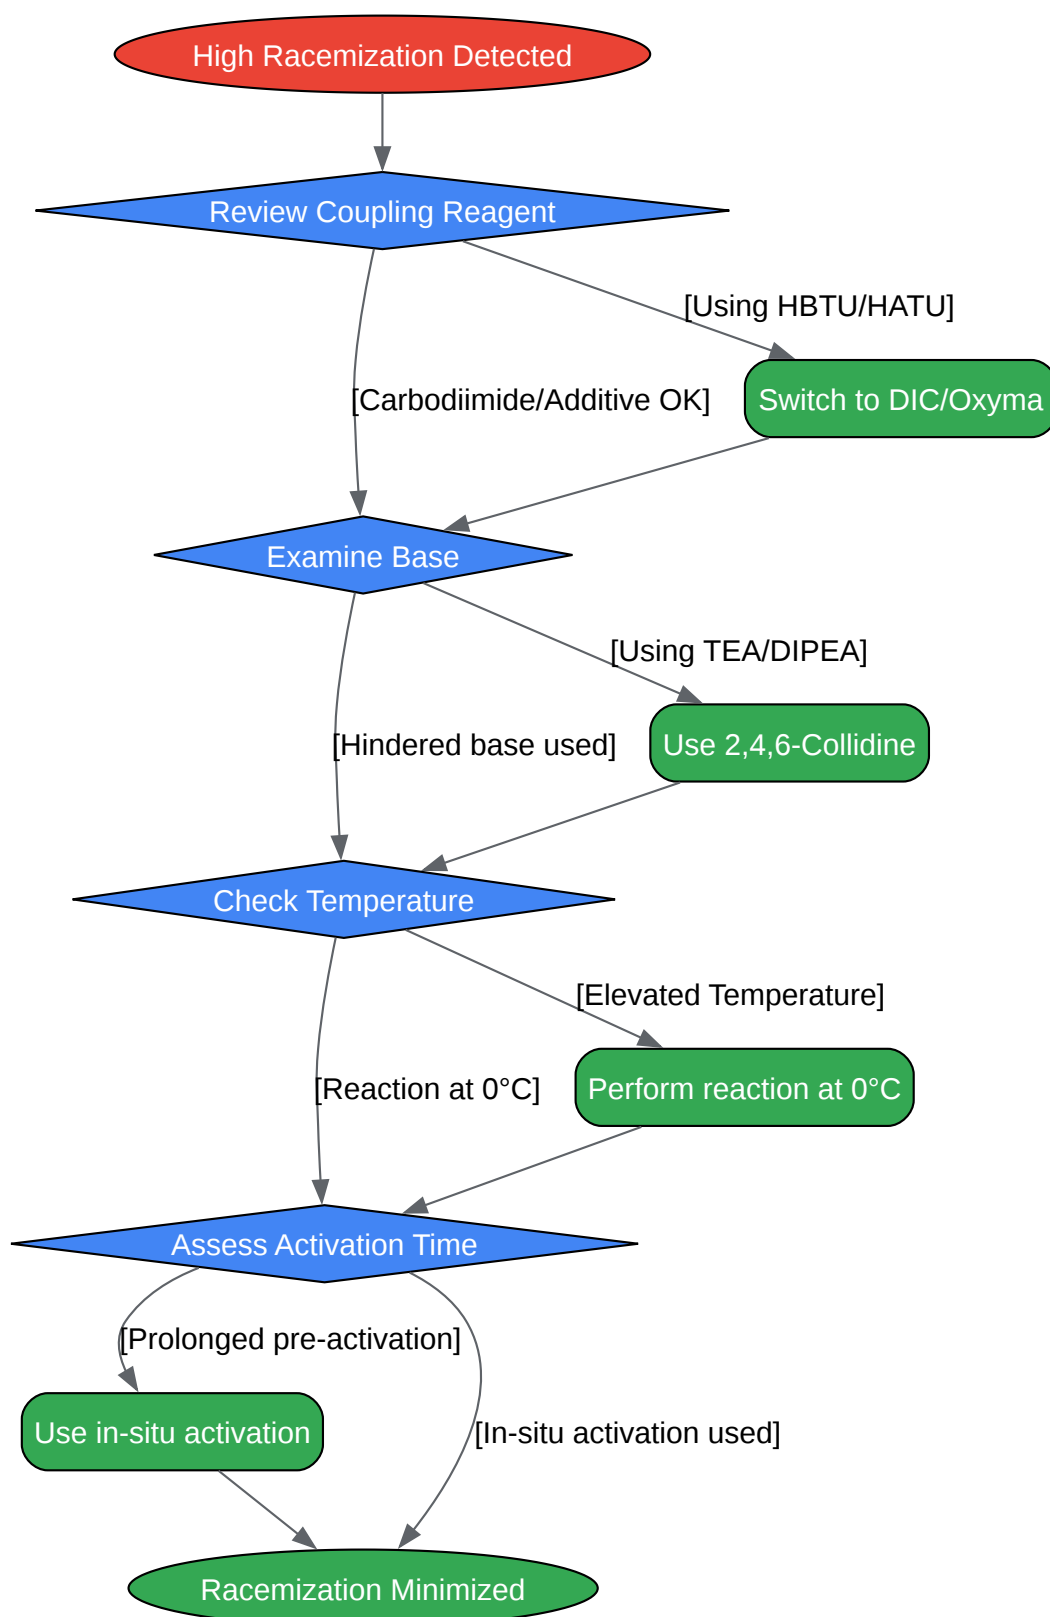 High Racemization Detected
Review Coupling Reagent
[Using HBTU/HATU]
[Carbodiimide/Additive OK]
Switch to DIC/Oxyma
Examine Base
[Using TEA/DIPEA]
[Hindered base used]
Use 2,4,6-Collidine
Check Temperature
[Elevated Temperature]
[Reaction at 0°C]
Perform reaction at 0°C
Assess Activation Time
[Prolonged pre-activation]
Use in-situ activation
[In-situ activation used]
Racemization Minimized